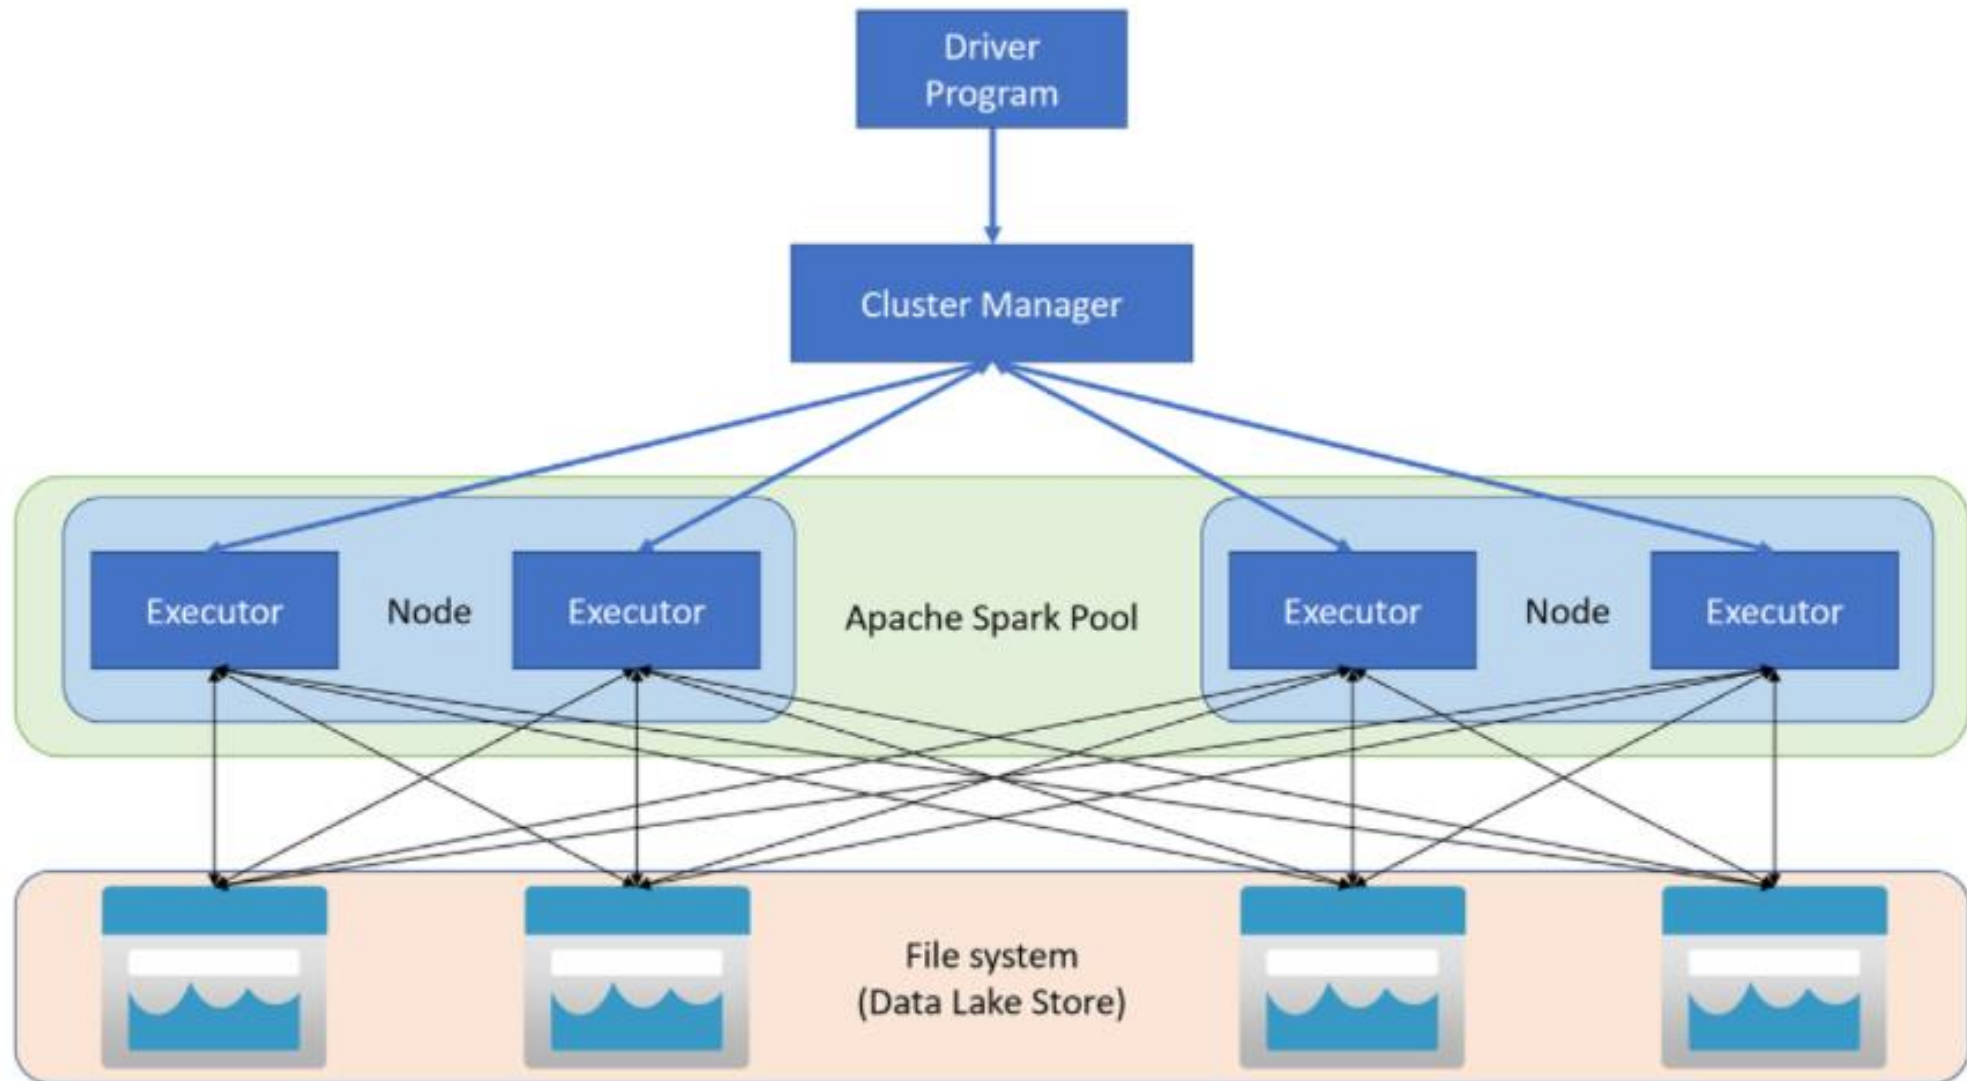 Driver
Program
Cluster Manager
Executor
Node
Executor
Apache Spark Pool
Executor
Node
Executor
File system
(Data Lake Store)